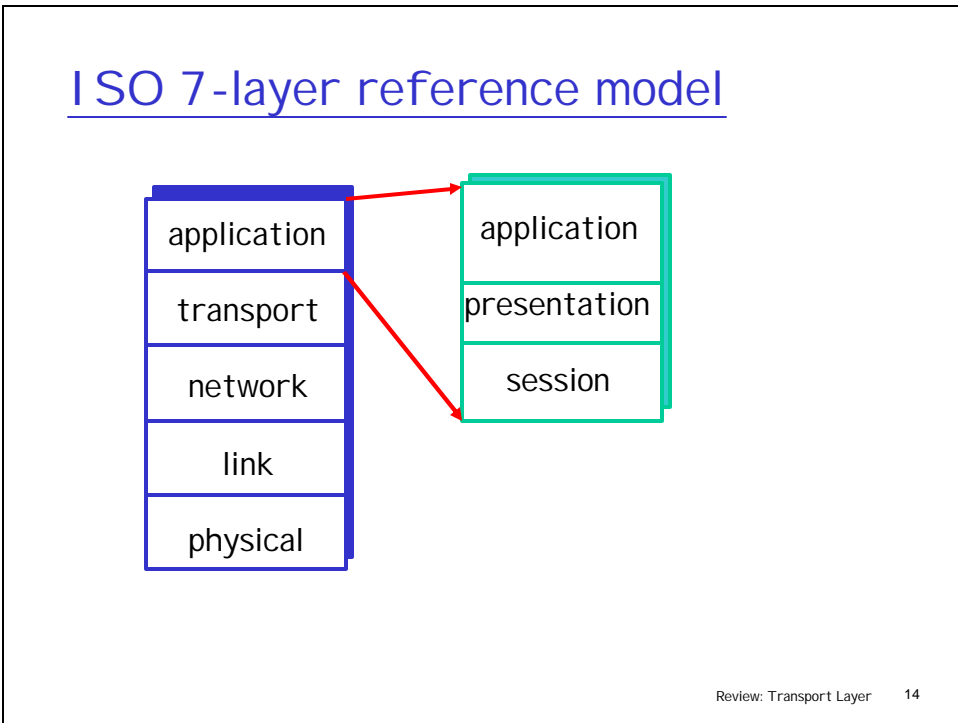 ISO 7-layer reference model
application
transport
network
link
physical
application
presentation
session
Review: Transport Layer 14